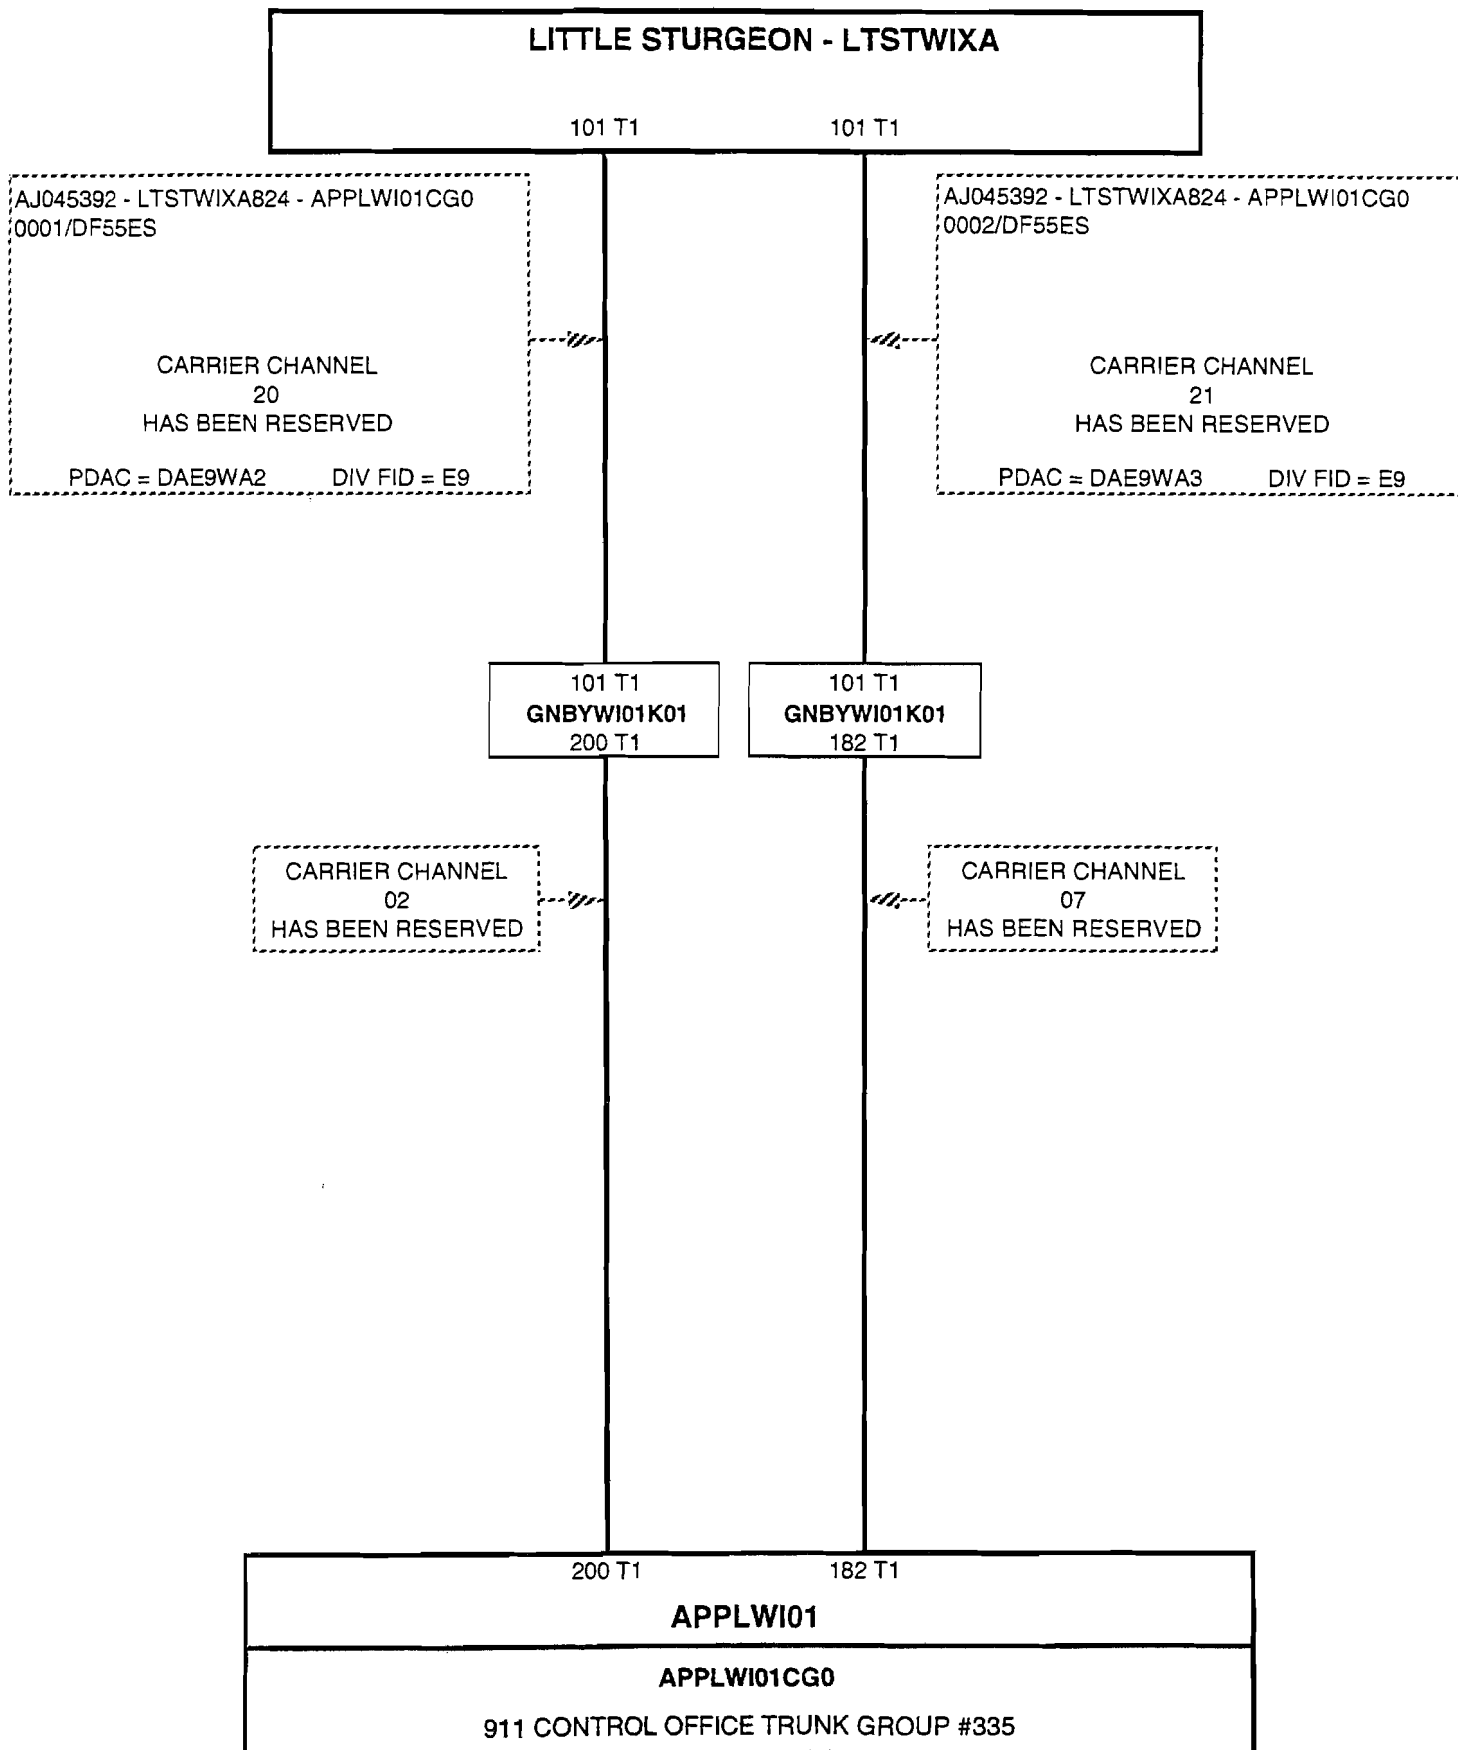 LITTLE STURGEON - LTSTWIXA
101 T1
101 T1
AJ045392 - LTSTWIXA824 - APPLWI01CG0
0001/DF55ES
CARRIER CHANNEL
20
HAS BEEN RESERVED
PDAC = DAE9WA2 DIV FID = E9
AJ045392 - LTSTWIXA824 - APPLWI01CG0
0002/DF55ES
CARRIER CHANNEL
21
HAS BEEN RESERVED
PDAC = DAE9WA3 DIV FID = E9
101 T1
GNBYWI01K01
200 T1
101 T1
GNBYWI01K01
182 T1
CARRIER CHANNEL
02
HAS BEEN RESERVED
CARRIER CHANNEL
07
HAS BEEN RESERVED
200 T1
182 T1
APPLWI01
APPLWI01CG0
911 CONTROL OFFICE TRUNK GROUP #335